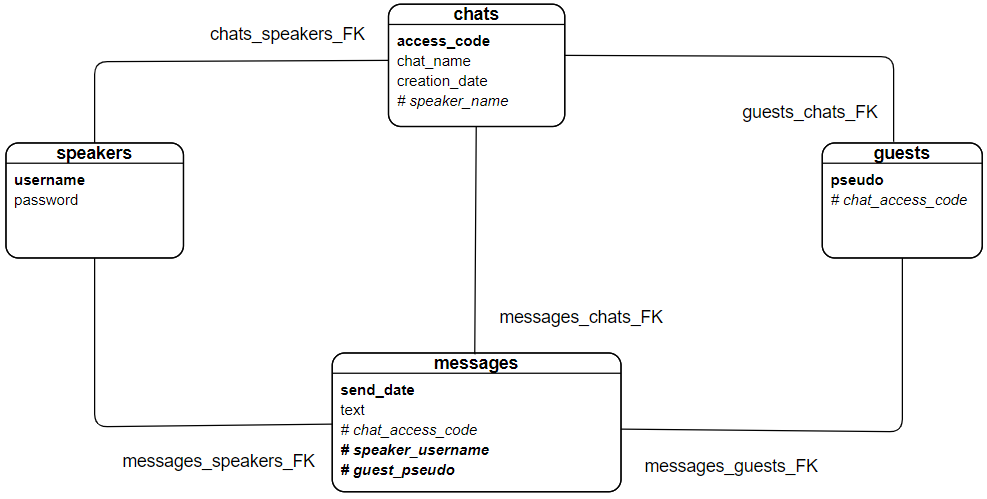 chats
chats_speakers_FK
access_code
chat_name
creation_date
# speaker_name
guests_chats_FK
speakers
username
password
guests
pseudo
# chat_access_code
messages_chats_FK
messages
send_date
text
# chat_access_code
# speaker_username
# guest_pseudo
messages_speakers_FK
messages_guests_FK